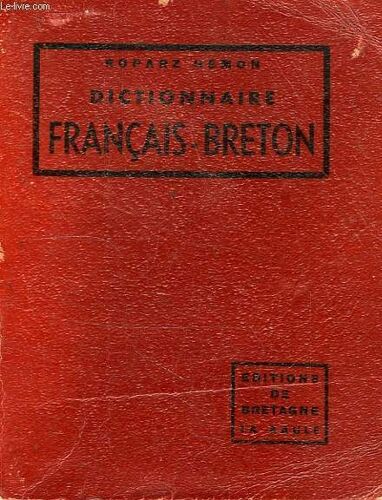 Le-livre.com
ROPARZ HEMON
DICTIONNAIRE
FRANÇAIS-BRETON
EDITIONS
DE
BRETAGNE
LA BAULE